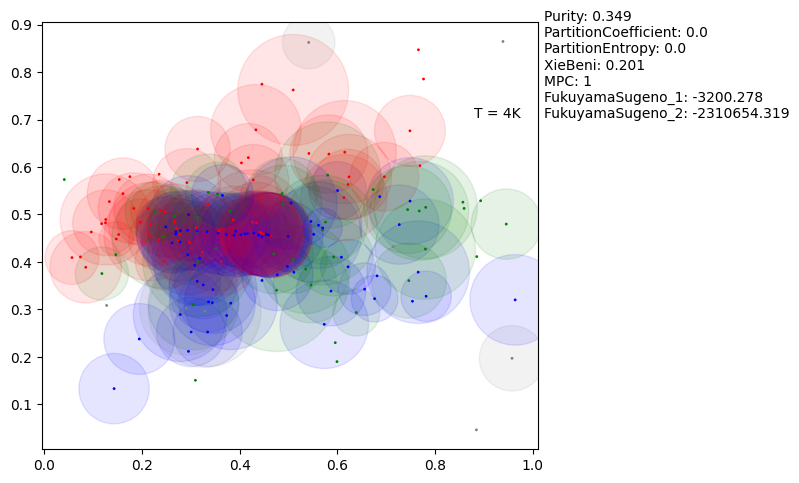 Purity: 0.349
PartitionCoefficient: 0.0
PartitionEntropy: 0.0
XieBeni: 0.201
MPC: 1
FukuyamaSugeno_1: -3200.278
FukuyamaSugeno_2: -2310654.319
T = 4K
0.9
0.8
0.7
0.6
0.5
0.4
0.3
0.2
0.1
0.0 0.2 0.4 0.6 0.8 1.0